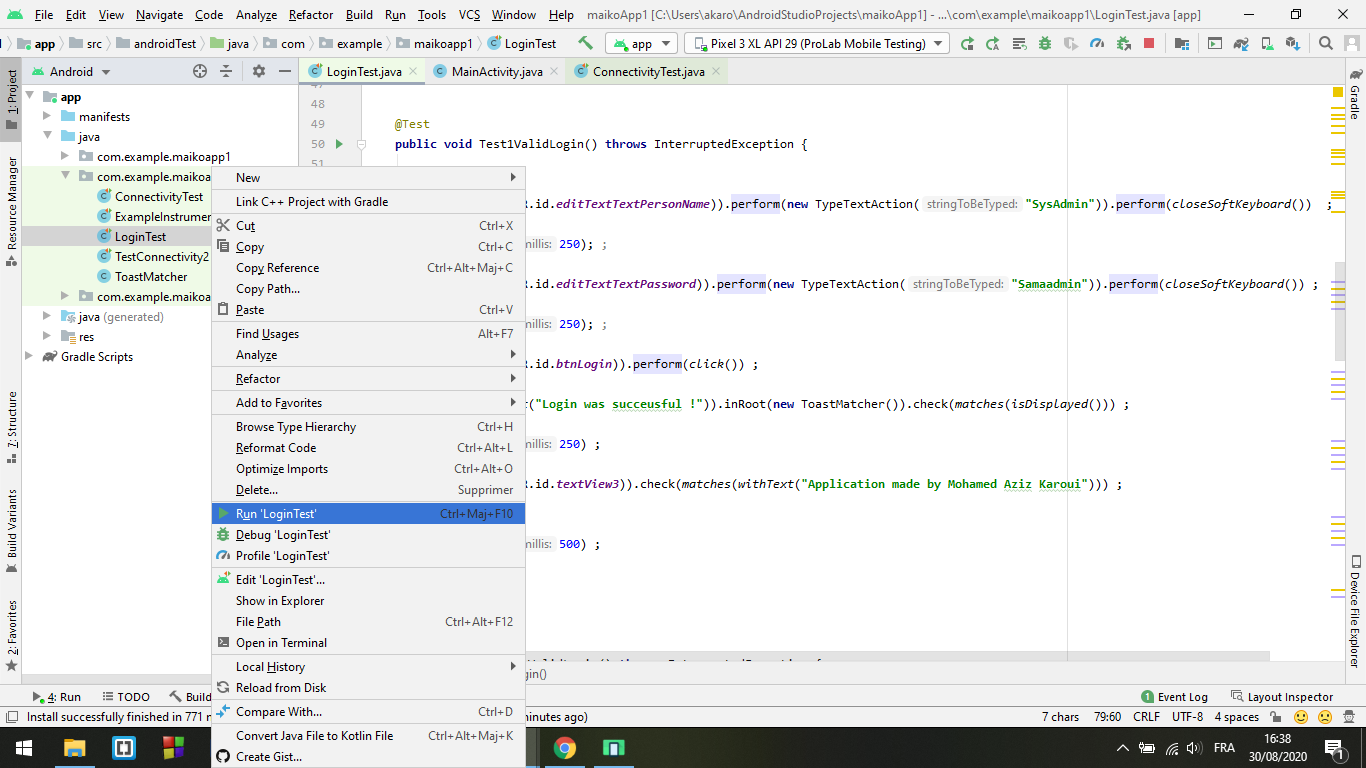 File Edit View Navigate Code Analyze Refactor Build Run Tools VCS Window Help maikoApp1 [C:\Users\akaro\AndroidStudioProjects\maikoApp1] - ...\com\example\maikoapp1\LoginTest.java [app]
app src androidTest java com example maikoapp1 LoginTest app Pixel 3 XL API 29 (ProLab Mobile Testing)
Android LoginTest.java MainActivity.java ConnectivityTest.java
1: Project
Resource Manager
7: Structure
Build Variants
2: Favorites
app
manifests
java
com.example.maikoapp1
com.example.maikoa
ConnectivityTest
ExampleInstrumer
LoginTest
TestConnectivity2
ToastMatcher
com.example.maikoa
java (generated)
res
Gradle Scripts
New
Link C++ Project with Gradle
Cut Ctrl+X
Copy Ctrl+C
Copy Reference Ctrl+Alt+Maj+C
Copy Path...
Paste Ctrl+V
Find Usages Alt+F7
Analyze
Refactor
Add to Favorites
Browse Type Hierarchy Ctrl+H
Reformat Code Ctrl+Alt+L
Optimize Imports Ctrl+Alt+O
Delete... Supprimer
Run 'LoginTest' Ctrl+Maj+F10
Debug 'LoginTest'
Profile 'LoginTest'
Edit 'LoginTest'...
Show in Explorer
File Path Ctrl+Alt+F12
Open in Terminal
Local History
Reload from Disk
Compare With... Ctrl+D
Convert Java File to Kotlin File Ctrl+Alt+Maj+K
Create Gist...
48
49 @Test
50 public void Test1ValidLogin() throws InterruptedException {
51
R.id.editTextTextPersonName)).perform(new TypeTextAction( stringToBeTyped: "SysAdmin")).perform(closeSoftKeyboard()) ;
millis: 250); ;
R.id.editTextTextPassword)).perform(new TypeTextAction( stringToBeTyped: "Samaadmin")).perform(closeSoftKeyboard()) ;
millis: 250); ;
R.id.btnLogin)).perform(click()) ;
("Login was succeusful !")).inRoot(new ToastMatcher()).check(matches(isDisplayed())) ;
millis: 250) ;
R.id.textView3)).check(matches(withText("Application made by Mohamed Aziz Karoui"))) ;
millis: 500) ;
gin()
Gradle
Device File Explorer
4: Run TODO Build Event Log Layout Inspector
Install successfully finished in 771 m minutes ago) 7 chars 79:60 CRLF UTF-8 4 spaces
FRA 16:38
30/08/2020
1